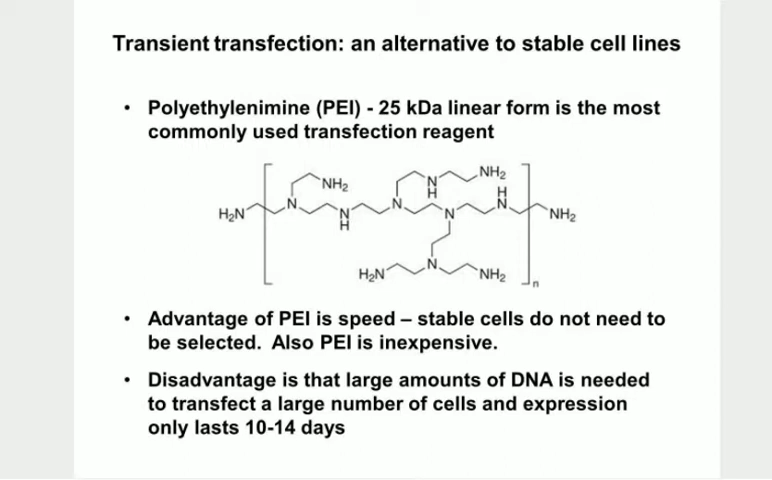 Transient transfection: an alternative to stable cell lines
• Polyethylenimine (PEI) - 25 kDa linear form is the most
commonly used transfection reagent
NH2
N
H
NH2
H2N
N
N
H
N
N
H
N
NH2
H2N
N
NH2
n
• Advantage of PEI is speed – stable cells do not need to
be selected. Also PEI is inexpensive.
• Disadvantage is that large amounts of DNA is needed
to transfect a large number of cells and expression
only lasts 10-14 days